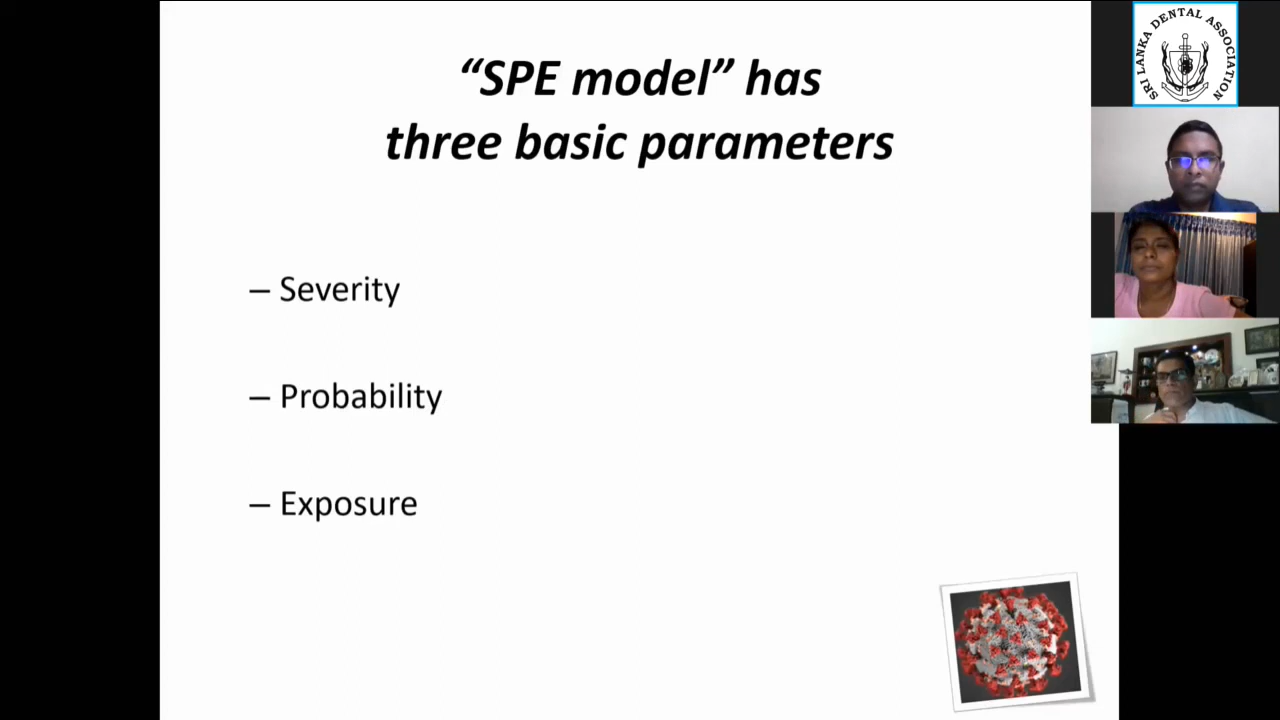 “SPE model” has
three basic parameters
– Severity
– Probability
– Exposure
SRI LANKA DENTAL ASSOCIATION